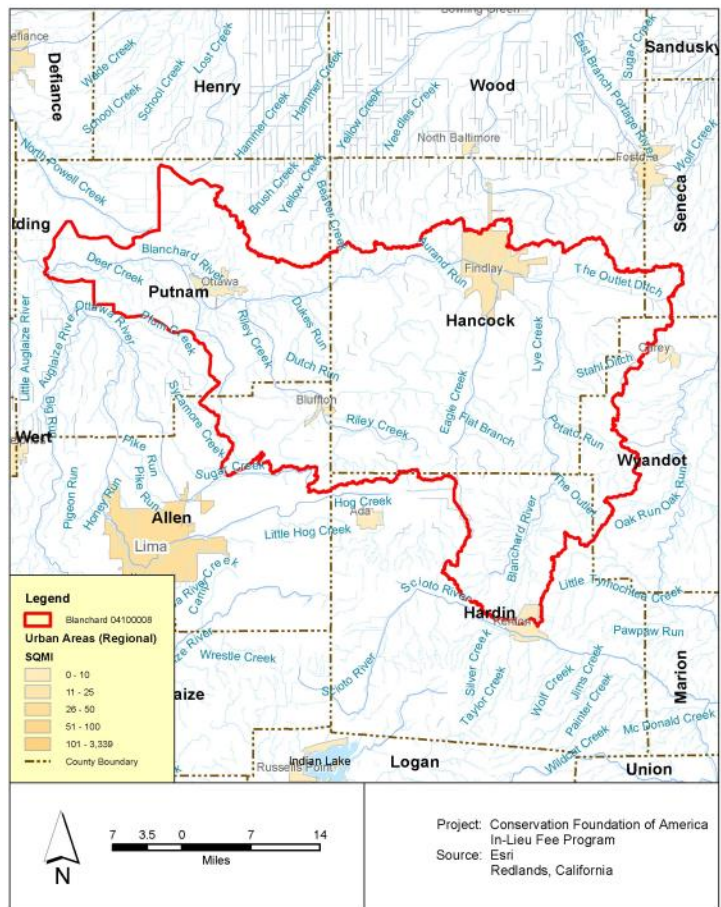 Bowling Green
efiance
Defiance
Wade Creek
School Creek
School Creek
Lost Creek
Henry
Hammer Creek
Hammer Creek
Yellow Creek
Needles Creek
Wood
North Baltimore
East Branch Portage River
Sugar Creek
Sandusky
Fostoria
Wolf Creek
Seneca
North Powell Creek
Brush Creek
Yellow Creek
Beaver Creek
lding
Blanchard River
Deer Creek
Ottawa
Putnam
Aurand Run
Findlay
The Outlet Ditch
Hancock
Little Auglaize River
Auglaize River
Ottawa River
Plum Creek
Riley Creek
Dukes Run
Dutch Run
Lye Creek
Stahl Ditch
Carey
Big Run
Sycamore Creek
Bluffton
Riley Creek
Eagle Creek
Flat Branch
Potato Run
Wert
Wyandot
Pike Run
Pike Run
Sugar Creek
Pigeon Run
Honey Run
Allen
Lima
Hog Creek
Ada
Little Hog Creek
Blanchard River
The Outlet
Oak Run
Oak Run
Scioto River
Hardin
Kenton
Little Tymochtee Creek
Pawpaw Run
Marion
Wrestle Creek
Scioto River
Silver Creek
Taylor Creek
Wolf Creek
Jims Creek
Painter Creek
Mc Donald Creek
Wildcat Creek
laize
Russells Point
Indian Lake
Logan
Union
Legend
Blanchard 04100008
Urban Areas (Regional)
SQMI
0 - 10
11 - 25
26 - 50
51 - 100
101 - 3,339
County Boundary
N
7 3.5 0 7 14
Miles
Project: Conservation Foundation of America
In-Lieu Fee Program
Source: Esri
Redlands, California